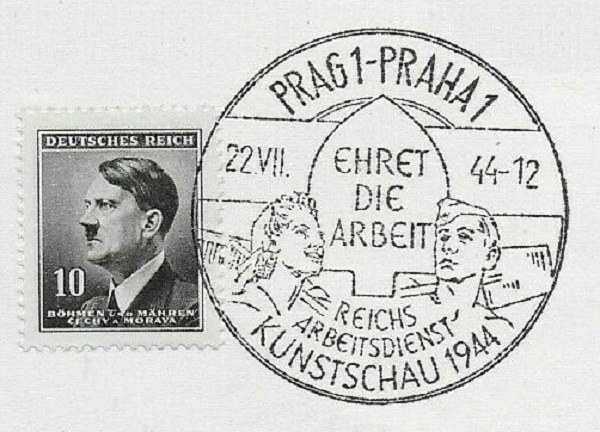 DEUTSCHES REICH
10
BÖHMEN UND MÄHREN
ČECHY A MORAVA
PRAG 1-PRAHA 1
22.VII. 44-12
EHRET
DIE
ARBEIT
REICHS
ARBEITSDIENST
KUNSTSCHAU 1944